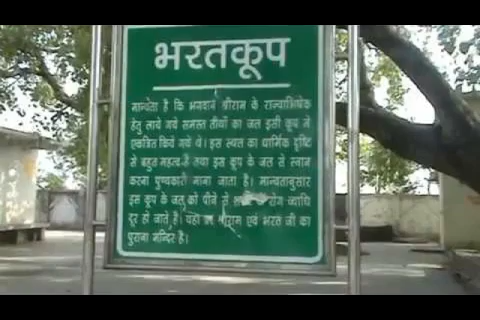 भरतकूप
मान्यता है कि भगवान श्रीराम के राज्याभिषेक
हेतु लाये गये समस्त तीर्थो का जल इसी कूप में
एकत्रित किये गये थे। इस स्थल का धार्मिक दृष्टि
से बहुत महत्व है तथा इस कूप के जल से स्नान
करना पुण्यकारी माना जाता है। मान्यतानुसार
इस कूप के जल को पीने से रोग व्याधि
दूर हो जाते है। यही श्रीराम एवं भरत जी का
पुराना मन्दिर है।